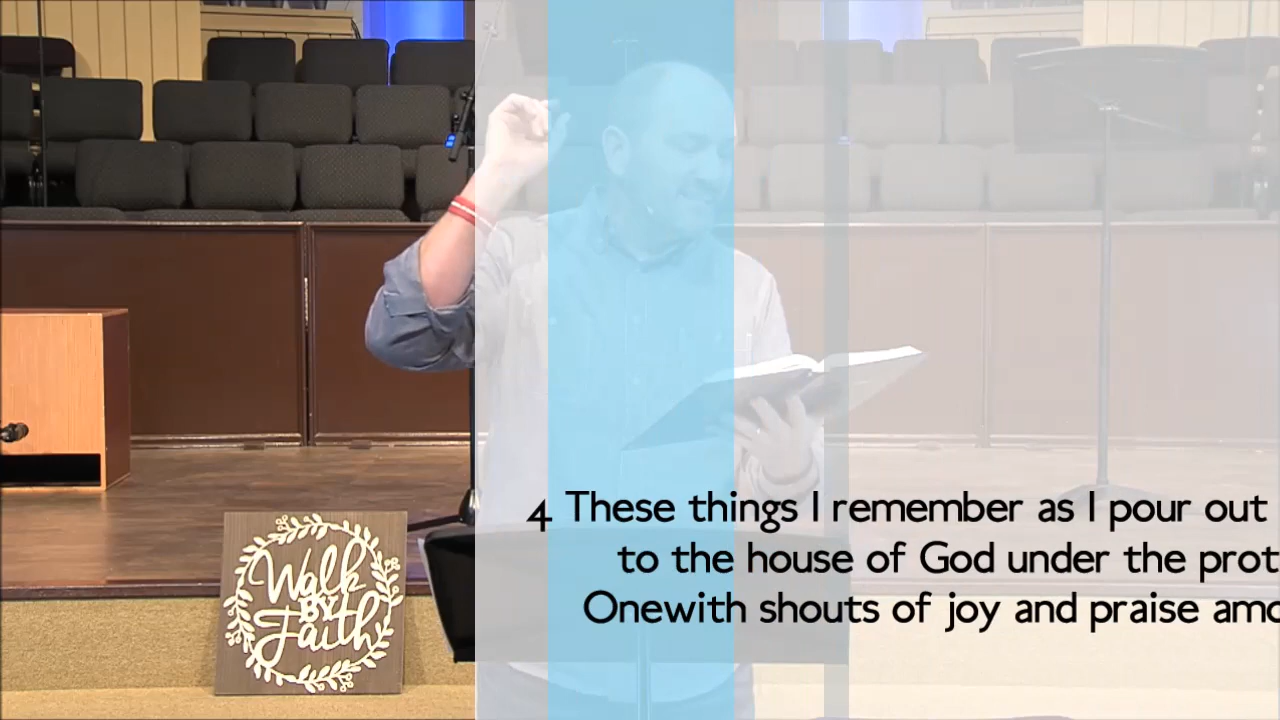 4 These things I remember as I pour out
to the house of God under the prot
Onewith shouts of joy and praise amo
Walk
BY
Faith